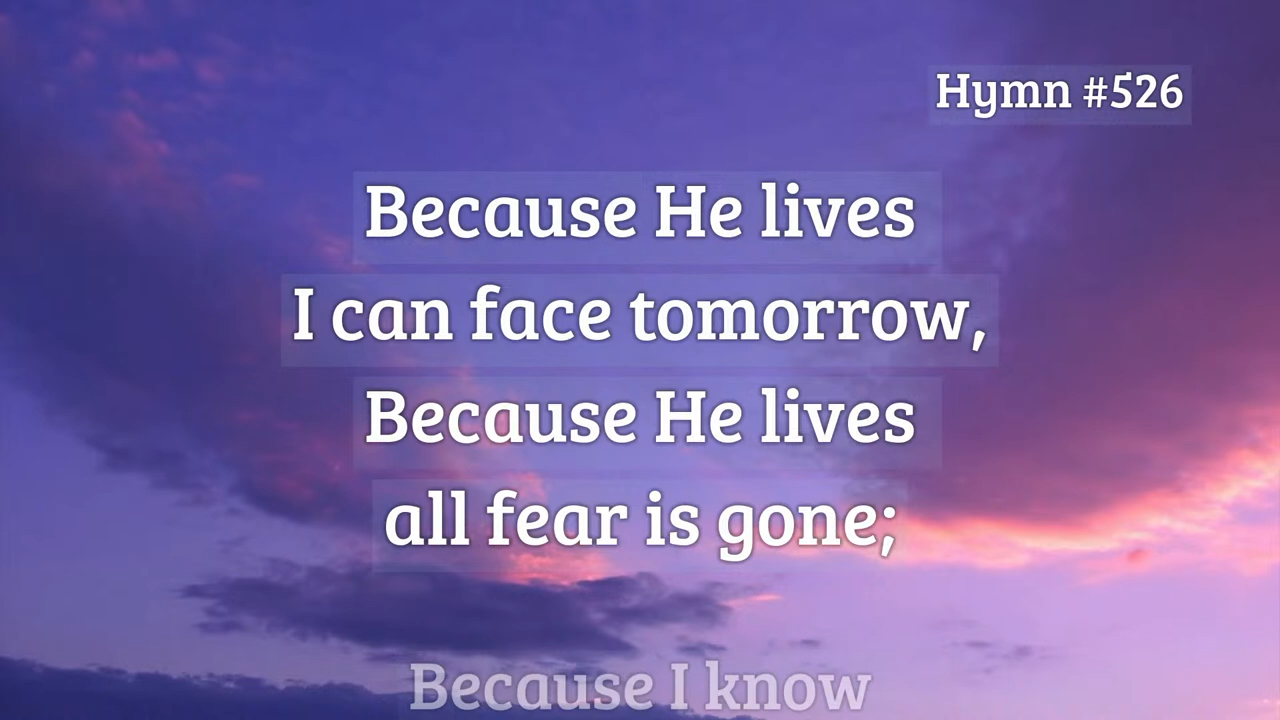 Hymn #526
Because He lives
I can face tomorrow,
Because He lives
all fear is gone;
Because I know